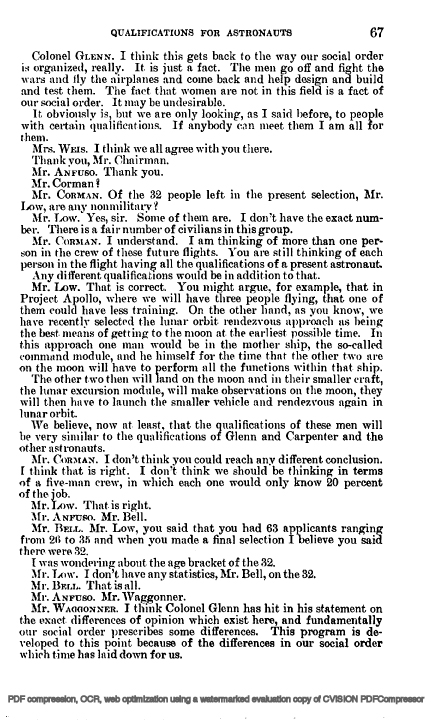 QUALIFICATIONS FOR ASTRONAUTS 67
Colonel GLENN. I think this gets back to the way our social order
is organized, really. It is just a fact. The men go off and fight the
wars and fly the airplanes and come back and help design and build
and test them. The fact that women are not in this field is a fact of
our social order. It may be undesirable.
It obviously is, but we are only looking, as I said before, to people
with certain qualifications. If anybody can meet them I am all for
them.
Mrs. WEIS. I think we all agree with you there.
Thank you, Mr. Chairman.
Mr. ANFUSO. Thank you.
Mr. Corman?
Mr. CORMAN. Of the 32 people left in the present selection, Mr.
Low, are any nonmilitary?
Mr. Low. Yes, sir. Some of them are. I don't have the exact num-
ber. There is a fair number of civilians in this group.
Mr. CORMAN. I understand. I am thinking of more than one per-
son in the crew of these future flights. You are still thinking of each
person in the flight having all the qualifications of a present astronaut.
Any different qualifications would be in addition to that.
Mr. Low. That is correct. You might argue, for example, that in
Project Apollo, where we will have three people flying, that one of
them could have less training. On the other hand, as you know, we
have recently selected the lunar orbit rendezvous approach as being
the best means of getting to the moon at the earliest possible time. In
this approach one man would be in the mother ship, the so-called
command module, and he himself for the time that the other two are
on the moon will have to perform all the functions within that ship.
The other two then will land on the moon and in their smaller craft,
the lunar excursion module, will make observations on the moon, they
will then have to launch the smaller vehicle and rendezvous again in
lunar orbit.
We believe, now at least, that the qualifications of these men will
be very similar to the qualifications of Glenn and Carpenter and the
other astronauts.
Mr. CORMAN. I don't think you could reach any different conclusion.
I think that is right. I don't think we should be thinking in terms
of a five-man crew, in which each one would only know 20 percent
of the job.
Mr. Low. That is right.
Mr. ANFUSO. Mr. Bell.
Mr. BELL. Mr. Low, you said that you had 63 applicants ranging
from 26 to 35 and when you made a final selection I believe you said
there were 32.
I was wondering about the age bracket of the 32.
Mr. Low. I don't have any statistics, Mr. Bell, on the 32.
Mr. BELL. That is all.
Mr. ANFUSO. Mr. Waggonner.
Mr. WAGGONNER. I think Colonel Glenn has hit in his statement on
the exact differences of opinion which exist here, and fundamentally
our social order prescribes some differences. This program is de-
veloped to this point because of the differences in our social order
which time has laid down for us.
PDF compression, OCR, web optimization using a watermarked evaluation copy of CVISION PDFCompressor